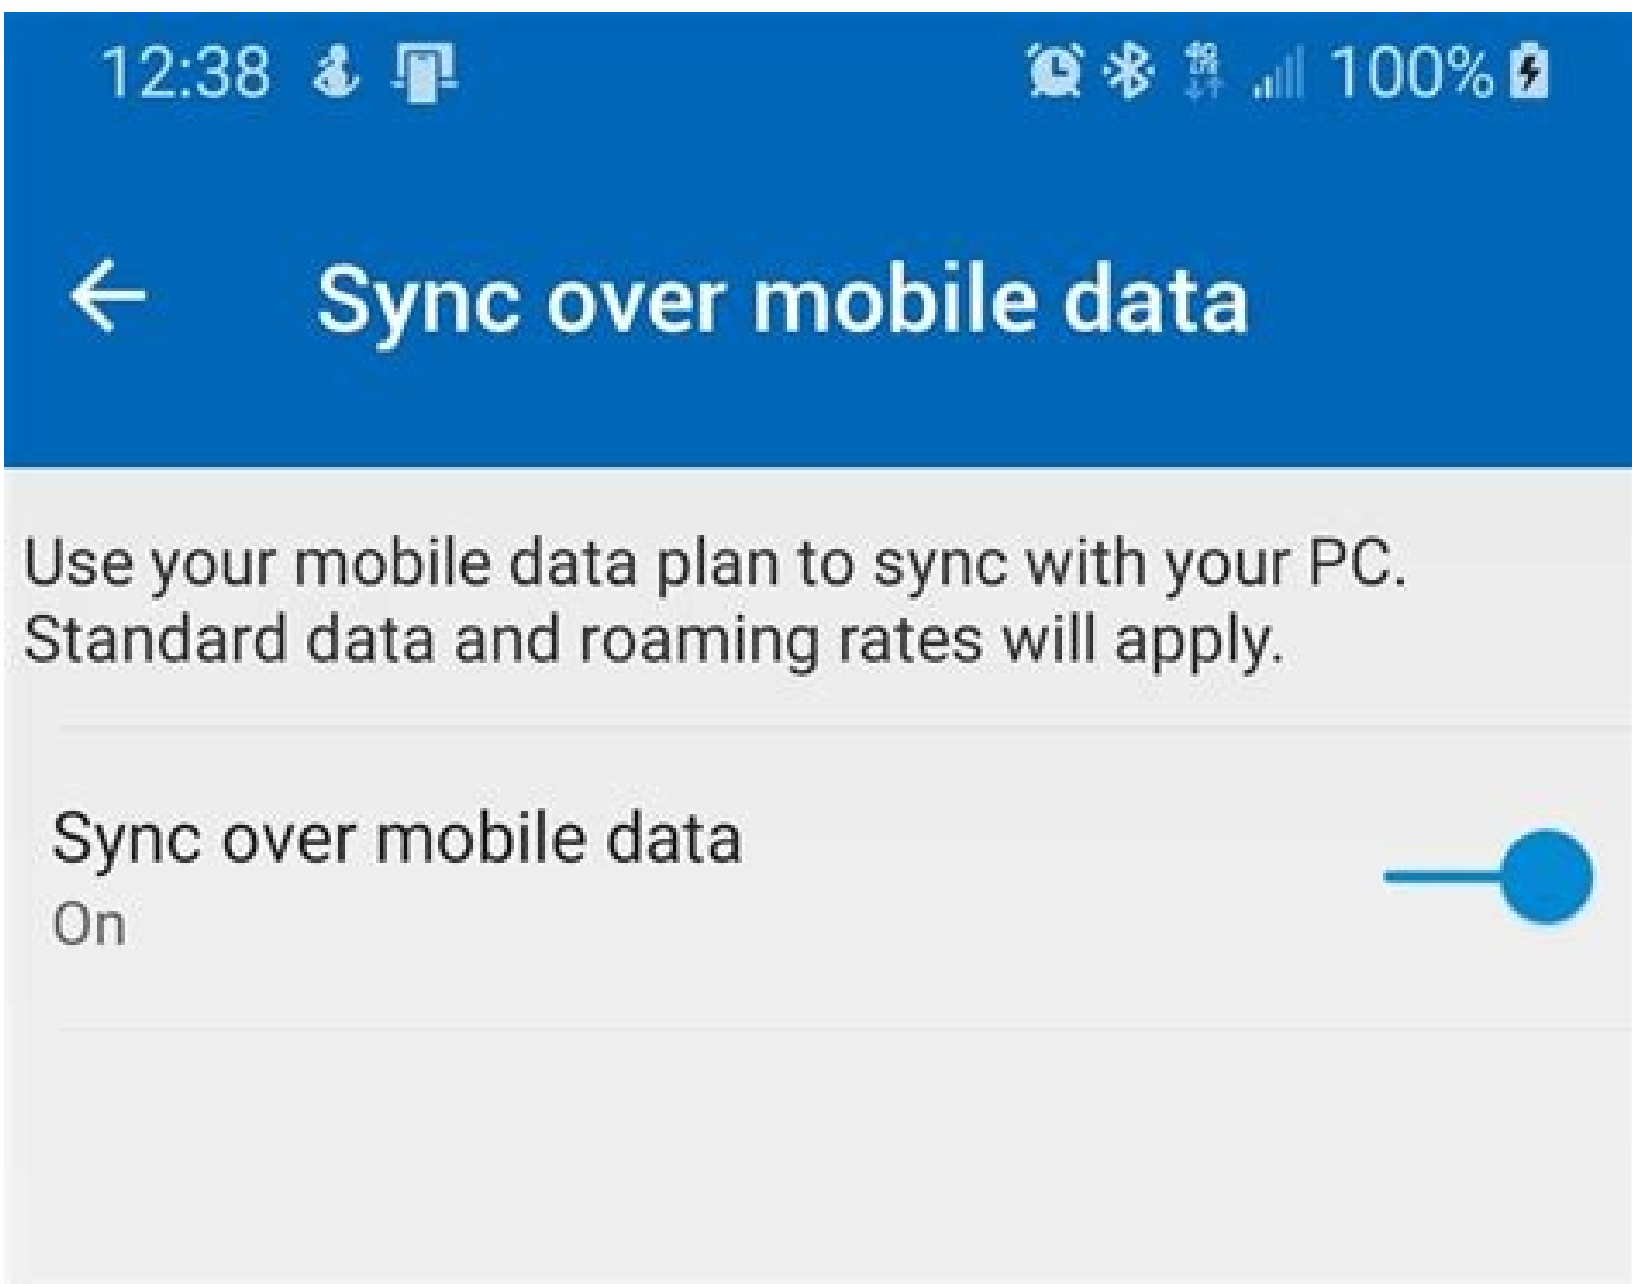 12:38 100%
Sync over mobile data
Use your mobile data plan to sync with your PC.
Standard data and roaming rates will apply.
Sync over mobile data
On